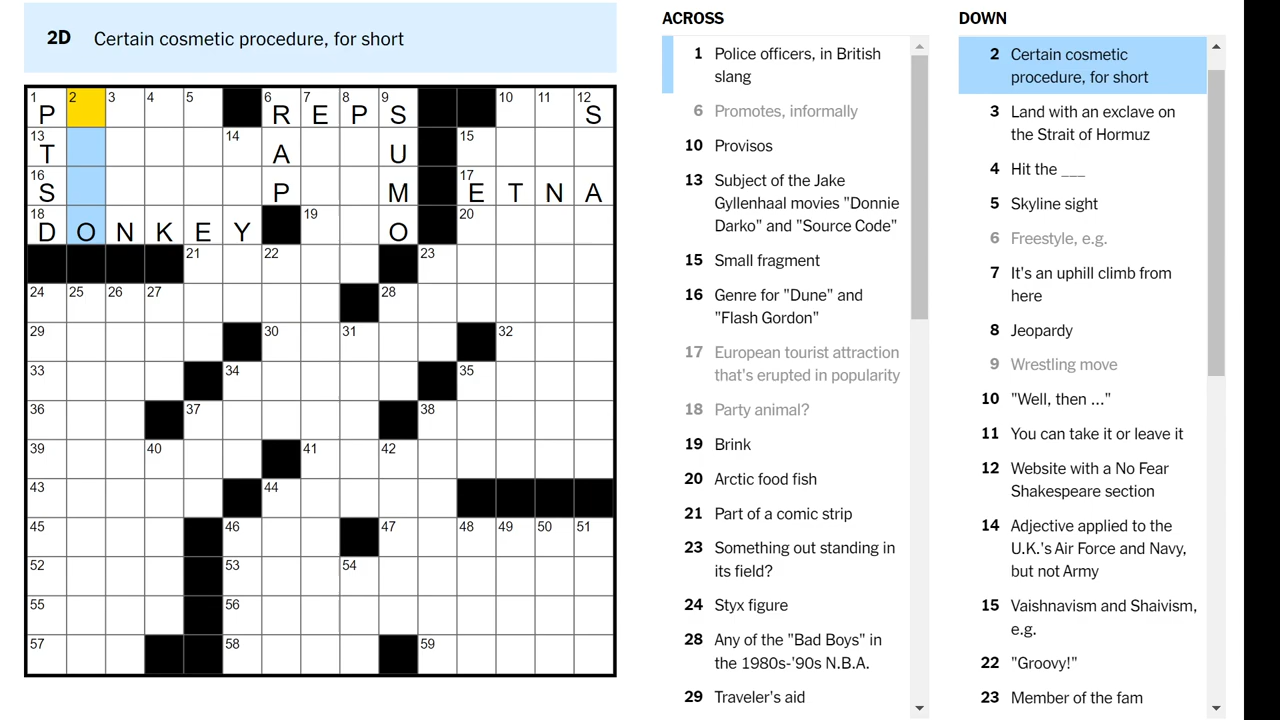 2D Certain cosmetic procedure, for short
1 2 3 4 5 6 7 8 9 10 11 12
P R E P S S
13 14 15
T A U
16 17
S P M E T N A
18 19 20
D O N K E Y O
21 22 23
24 25 26 27 28
29 30 31 32
33 34 35
36 37 38
39 40 41 42
43 44
45 46 47 48 49 50 51
52 53 54
55 56
57 58 59
ACROSS
1 Police officers, in British
slang
6 Promotes, informally
10 Provisos
13 Subject of the Jake
Gyllenhaal movies "Donnie
Darko" and "Source Code"
15 Small fragment
16 Genre for "Dune" and
"Flash Gordon"
17 European tourist attraction
that's erupted in popularity
18 Party animal?
19 Brink
20 Arctic food fish
21 Part of a comic strip
23 Something out standing in
its field?
24 Styx figure
28 Any of the "Bad Boys" in
the 1980s-'90s N.B.A.
29 Traveler's aid
DOWN
2 Certain cosmetic
procedure, for short
3 Land with an exclave on
the Strait of Hormuz
4 Hit the ___
5 Skyline sight
6 Freestyle, e.g.
7 It's an uphill climb from
here
8 Jeopardy
9 Wrestling move
10 "Well, then ..."
11 You can take it or leave it
12 Website with a No Fear
Shakespeare section
14 Adjective applied to the
U.K.'s Air Force and Navy,
but not Army
15 Vaishnavism and Shaivism,
e.g.
22 "Groovy!"
23 Member of the fam